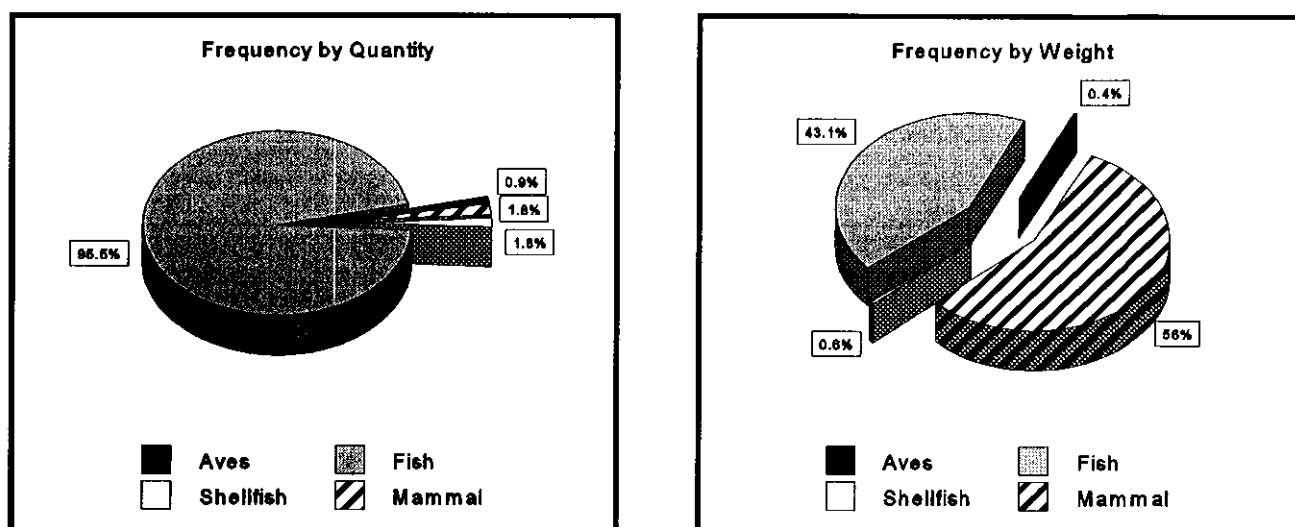 Frequency by Quantity
0.9%
1.8%
1.8%
95.5%
Aves Fish
Shellfish Mammal
Frequency by Weight
0.4%
43.1%
0.6%
56%
Aves Fish
Shellfish Mammal